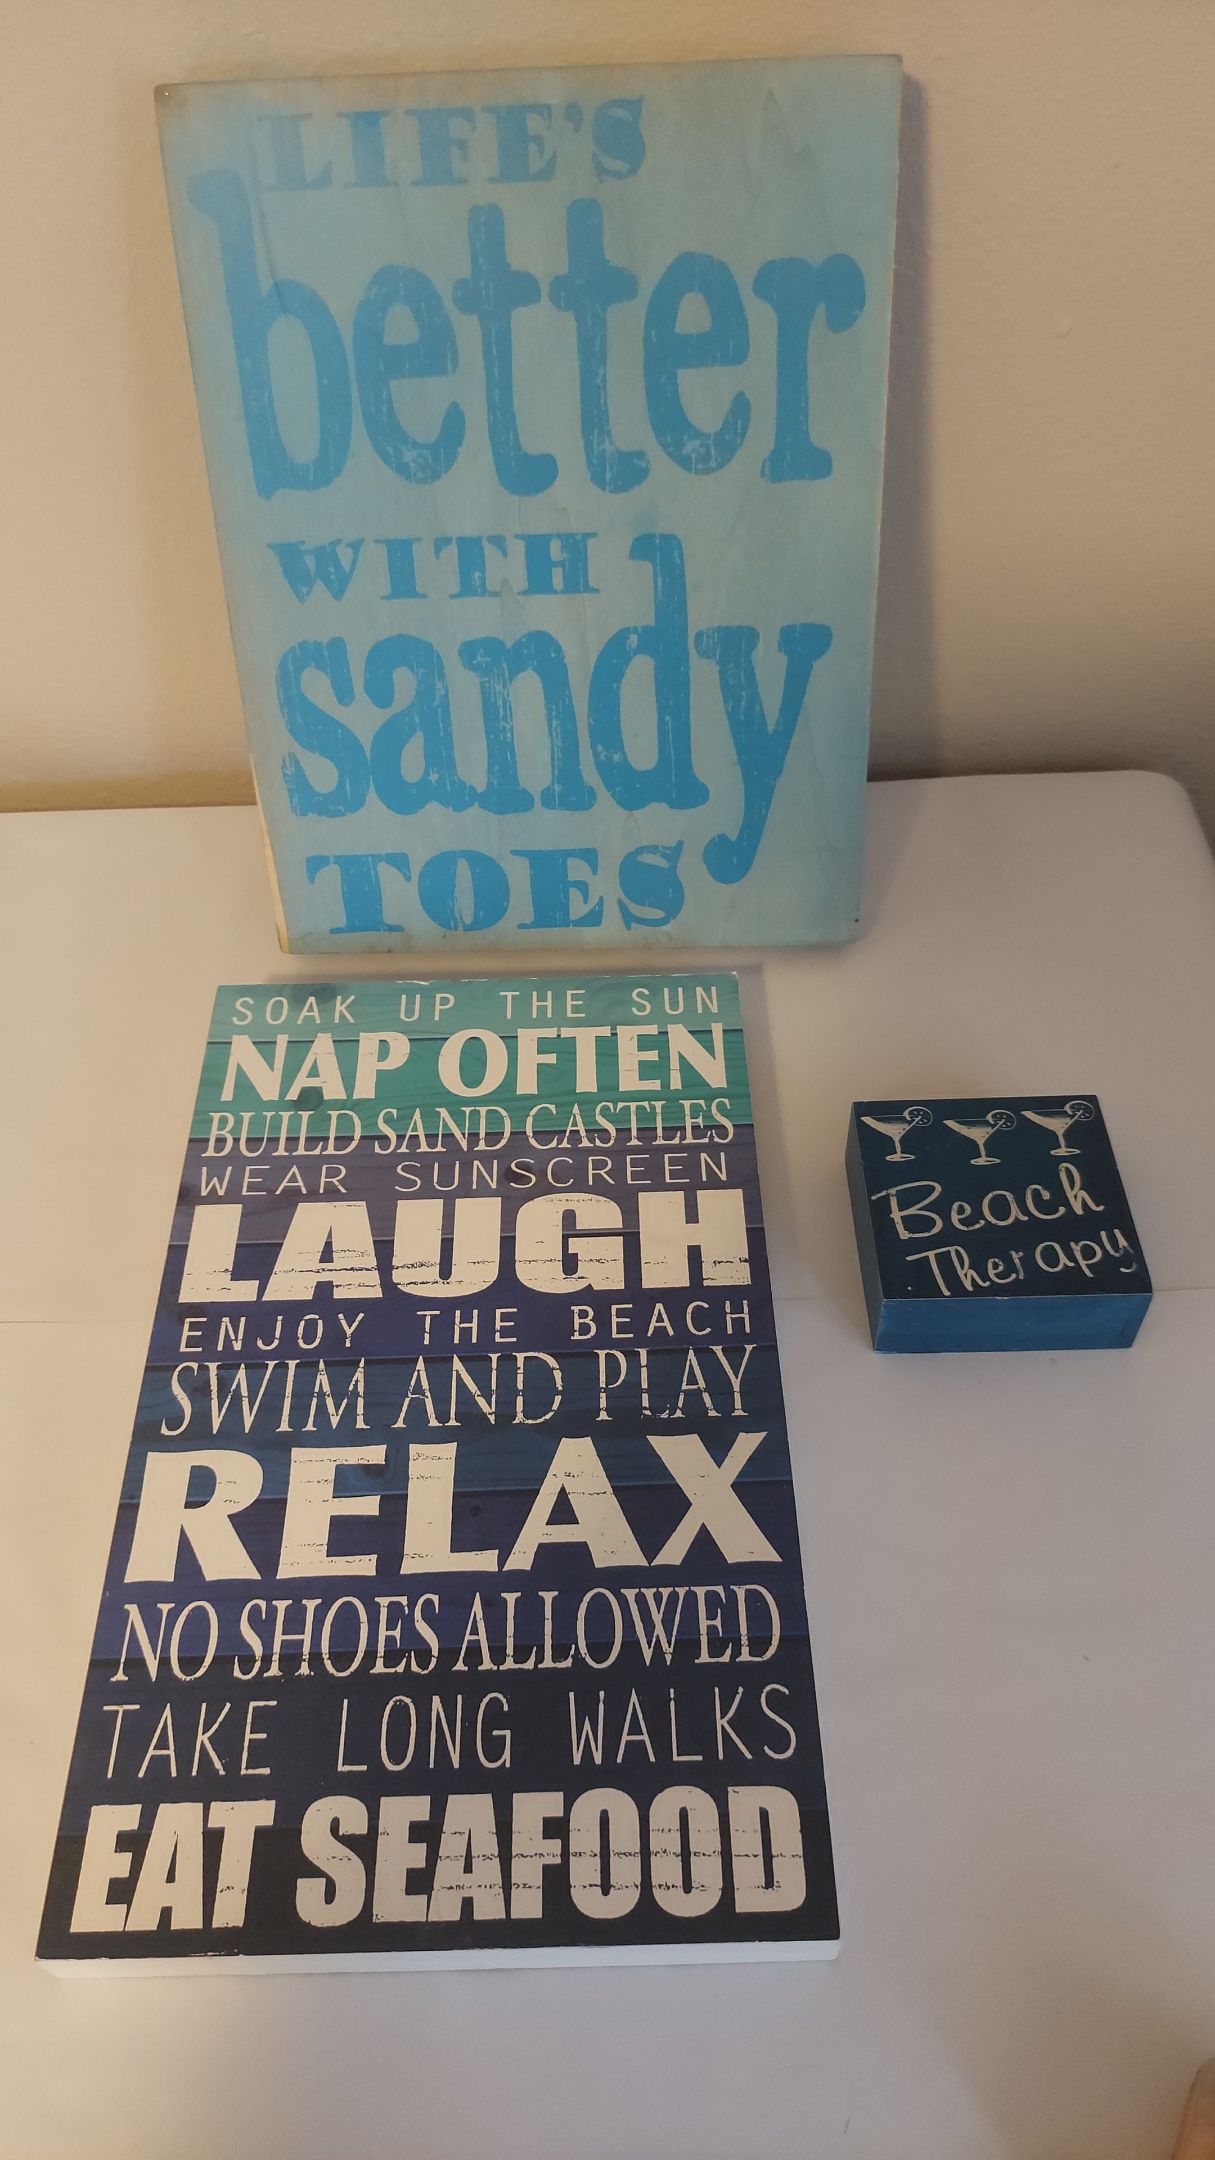 LIFE'S
better
WITH
sandy
TOES
SOAK UP THE SUN
NAP OFTEN
BUILD SAND CASTLES
WEAR SUNSCREEN
LAUGH
ENJOY THE BEACH
SWIM AND PLAY
RELAX
NO SHOES ALLOWED
TAKE LONG WALKS
EAT SEAFOOD
Beach
Therapy